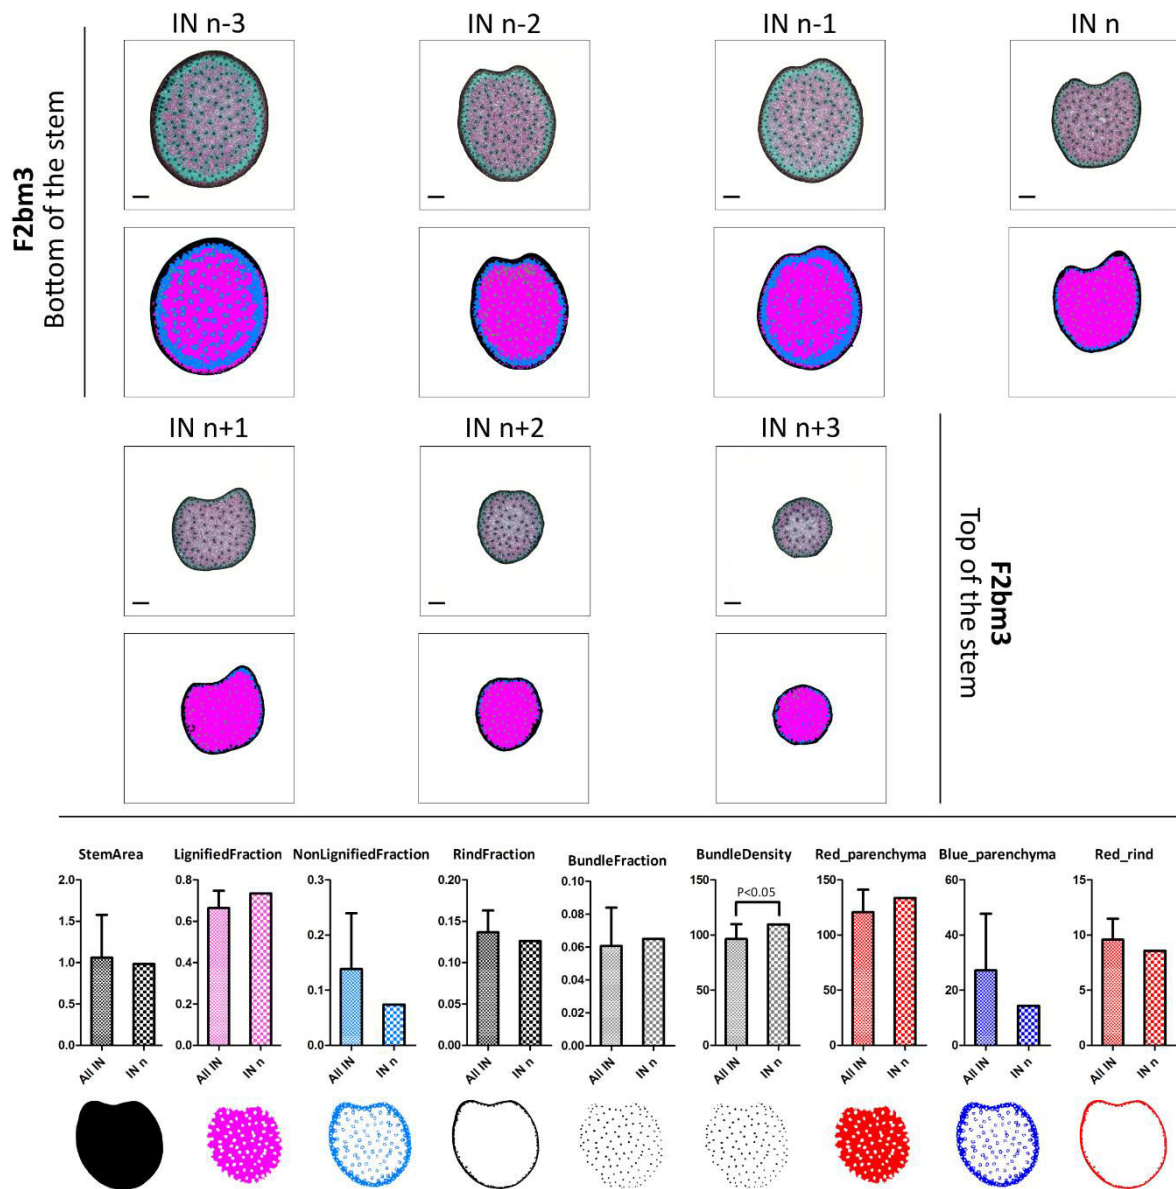 IN n-3
IN n-2
IN n-1
IN n
F2bm3
Bottom of the stem
IN n+1
IN n+2
IN n+3
F2bm3
Top of the stem
StemArea
2.0
1.5
1.0
0.5
0.0
All IN
IN n
LignifiedFraction
0.8
0.6
0.4
0.2
0.0
All IN
IN n
NonLignifiedFraction
0.3
0.2
0.1
0.0
All IN
IN n
RindFraction
0.20
0.15
0.10
0.05
0.00
All IN
IN n
BundleFraction
0.10
0.08
0.06
0.04
0.02
0.00
All IN
IN n
BundleDensity
P<0.05
150
100
50
0
All IN
IN n
Red_parenchyma
150
100
50
0
All IN
IN n
Blue_parenchyma
60
40
20
0
All IN
IN n
Red_rind
15
10
5
0
All IN
IN n